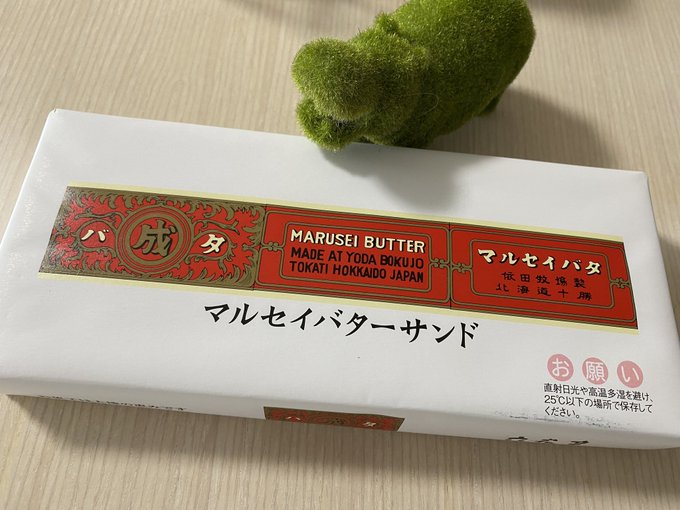 バ 成 タ
MARUSEI BUTTER
MADE AT YODA BOKUJO
TOKATI HOKKAIDO JAPAN
マルセイバタ
依田牧場製
北海道十勝
マルセイバターサンド
お願い
直射日光や高温多湿を避け、
25℃以下の場所で保存して
ください。
バ 成 タ